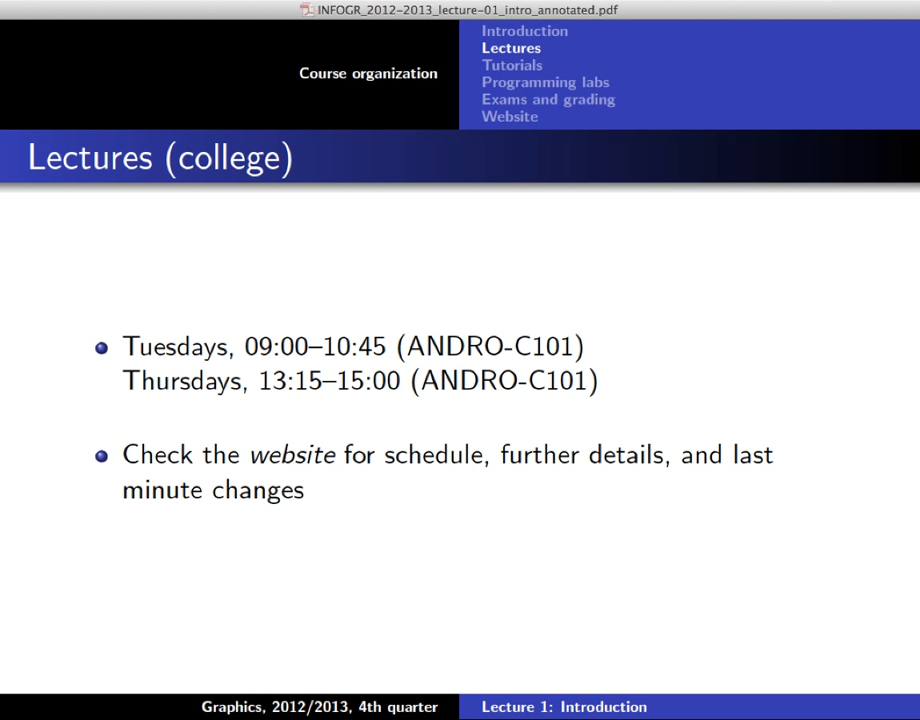 INFOGR_2012-2013_lecture-01_intro_annotated.pdf
Course organization
Introduction
Lectures
Tutorials
Programming labs
Exams and grading
Website
Lectures (college)
Tuesdays, 09:00–10:45 (ANDRO-C101)
Thursdays, 13:15–15:00 (ANDRO-C101)
Check the website for schedule, further details, and last
minute changes
Graphics, 2012/2013, 4th quarter
Lecture 1: Introduction